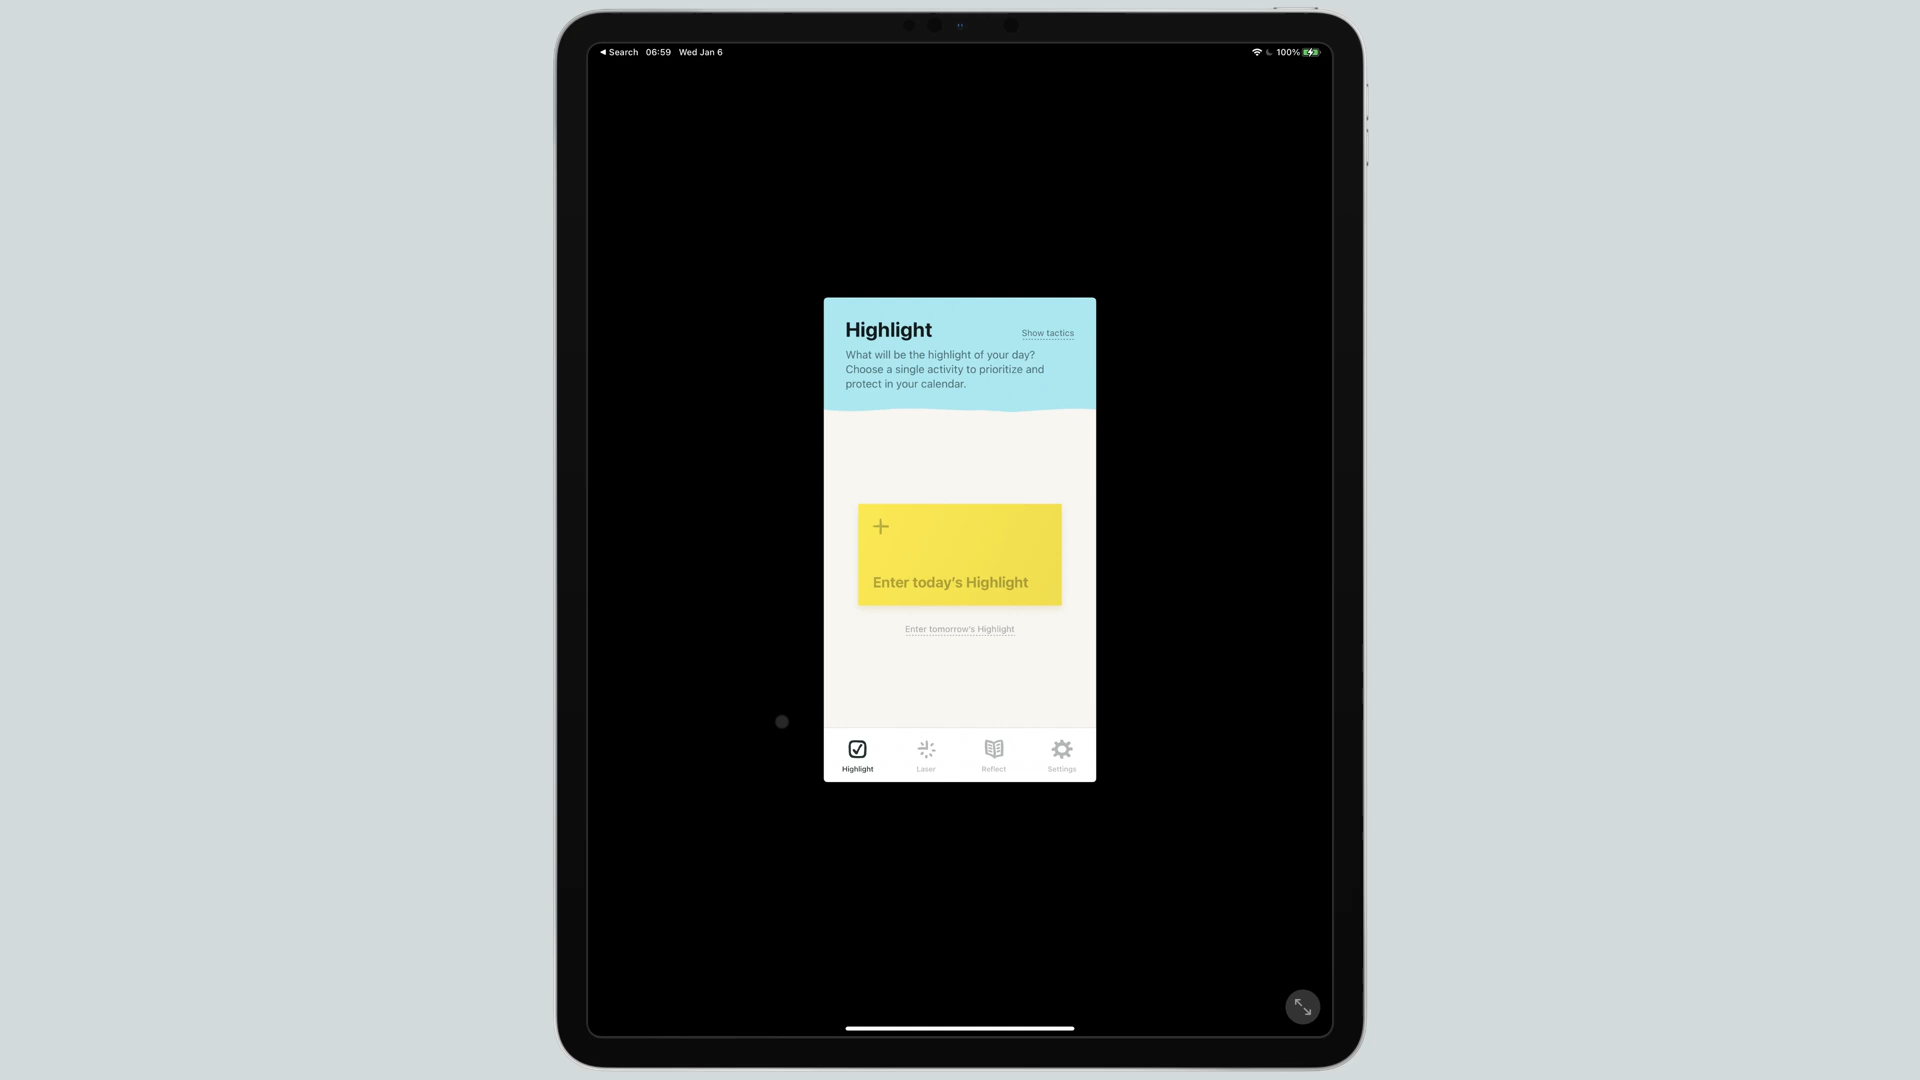 Search 06:59 Wed Jan 6
100%
Highlight
Show tactics
What will be the highlight of your day?
Choose a single activity to prioritize and
protect in your calendar.
Enter today's Highlight
Enter tomorrow's Highlight
Highlight Laser Reflect Settings